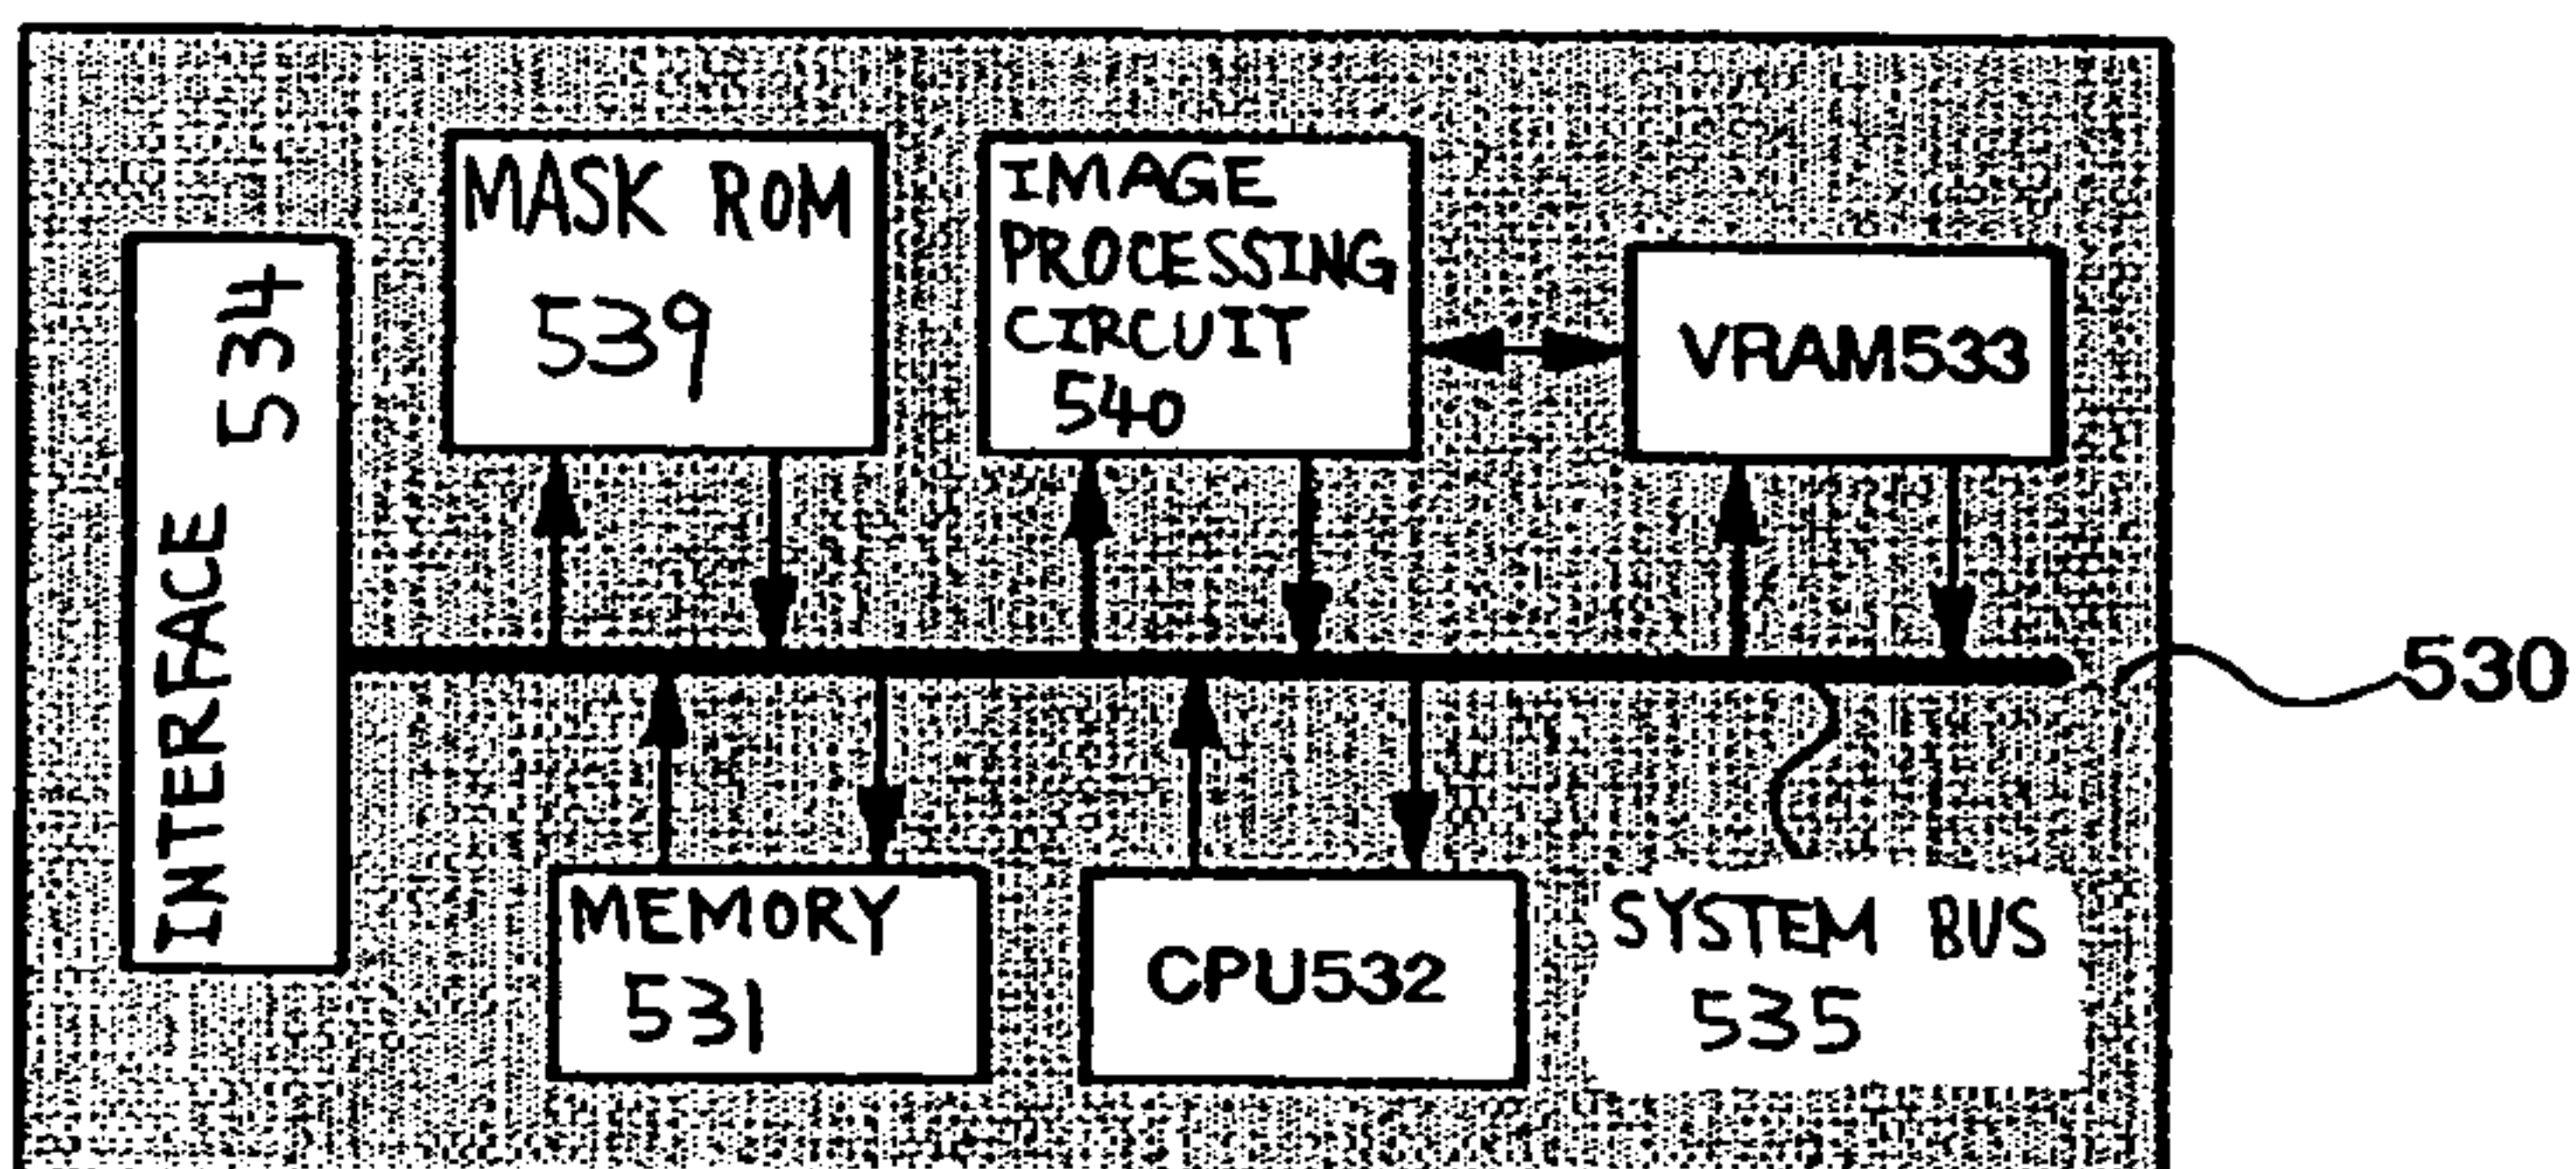 INTERFACE 534
MASK ROM
539
IMAGE
PROCESSING
CIRCUIT
540
VRAM533
530
MEMORY
531
CPU532
SYSTEM BUS
535